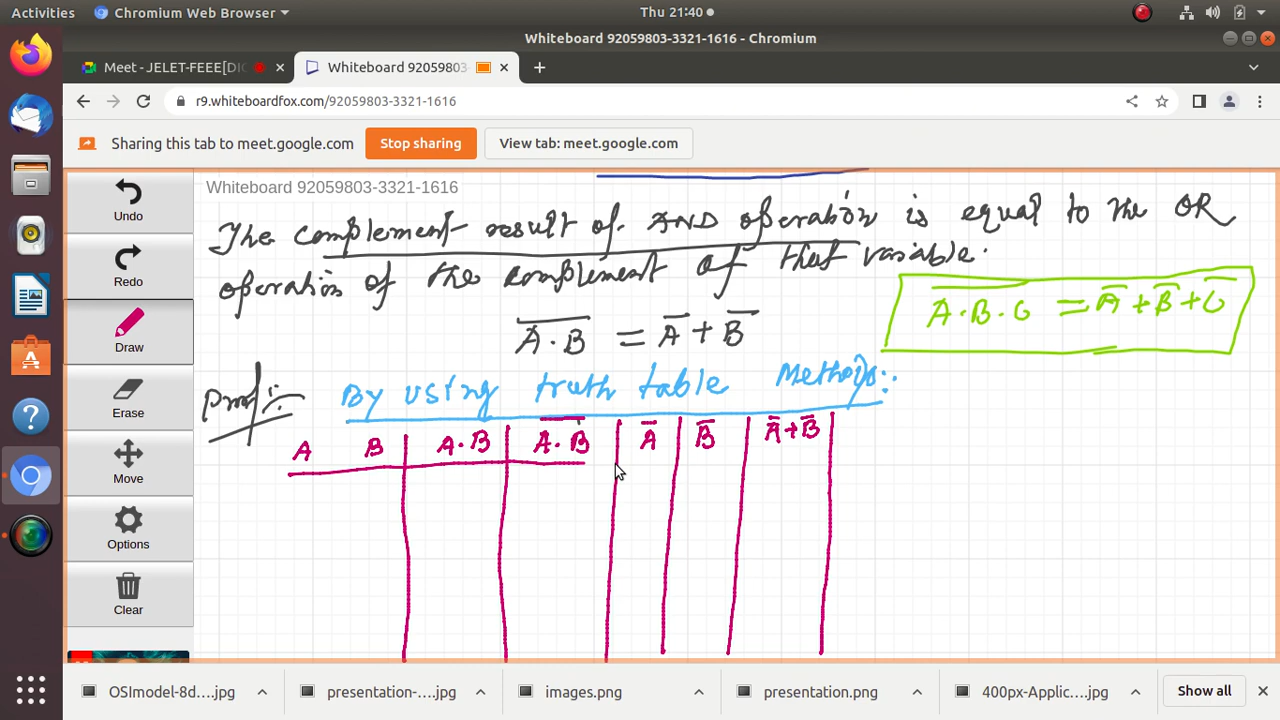 Activities Chromium Web Browser Thu 21:40
Whiteboard 92059803-3321-1616 - Chromium
Meet - JELET-FEEE[DIC Whiteboard 92059803-
r9.whiteboardfox.com/92059803-3321-1616
Sharing this tab to meet.google.com Stop sharing View tab: meet.google.com
Whiteboard 92059803-3321-1616
Undo
Redo
Draw
Erase
Move
Options
Clear
The complement result of AND operation is equal to the OR
operation of the complement of that variable.
A̅·̅B̅ = A̅ + B̅
A̅·̅B̅·̅C̅ = A̅ + B̅ + C̅
Proof:- By using truth table Method:-
A B A·B A̅·̅B̅ A̅ B̅ A̅+B̅
OSImodel-8d....jpg presentation-....jpg images.png presentation.png 400px-Applic....jpg Show all